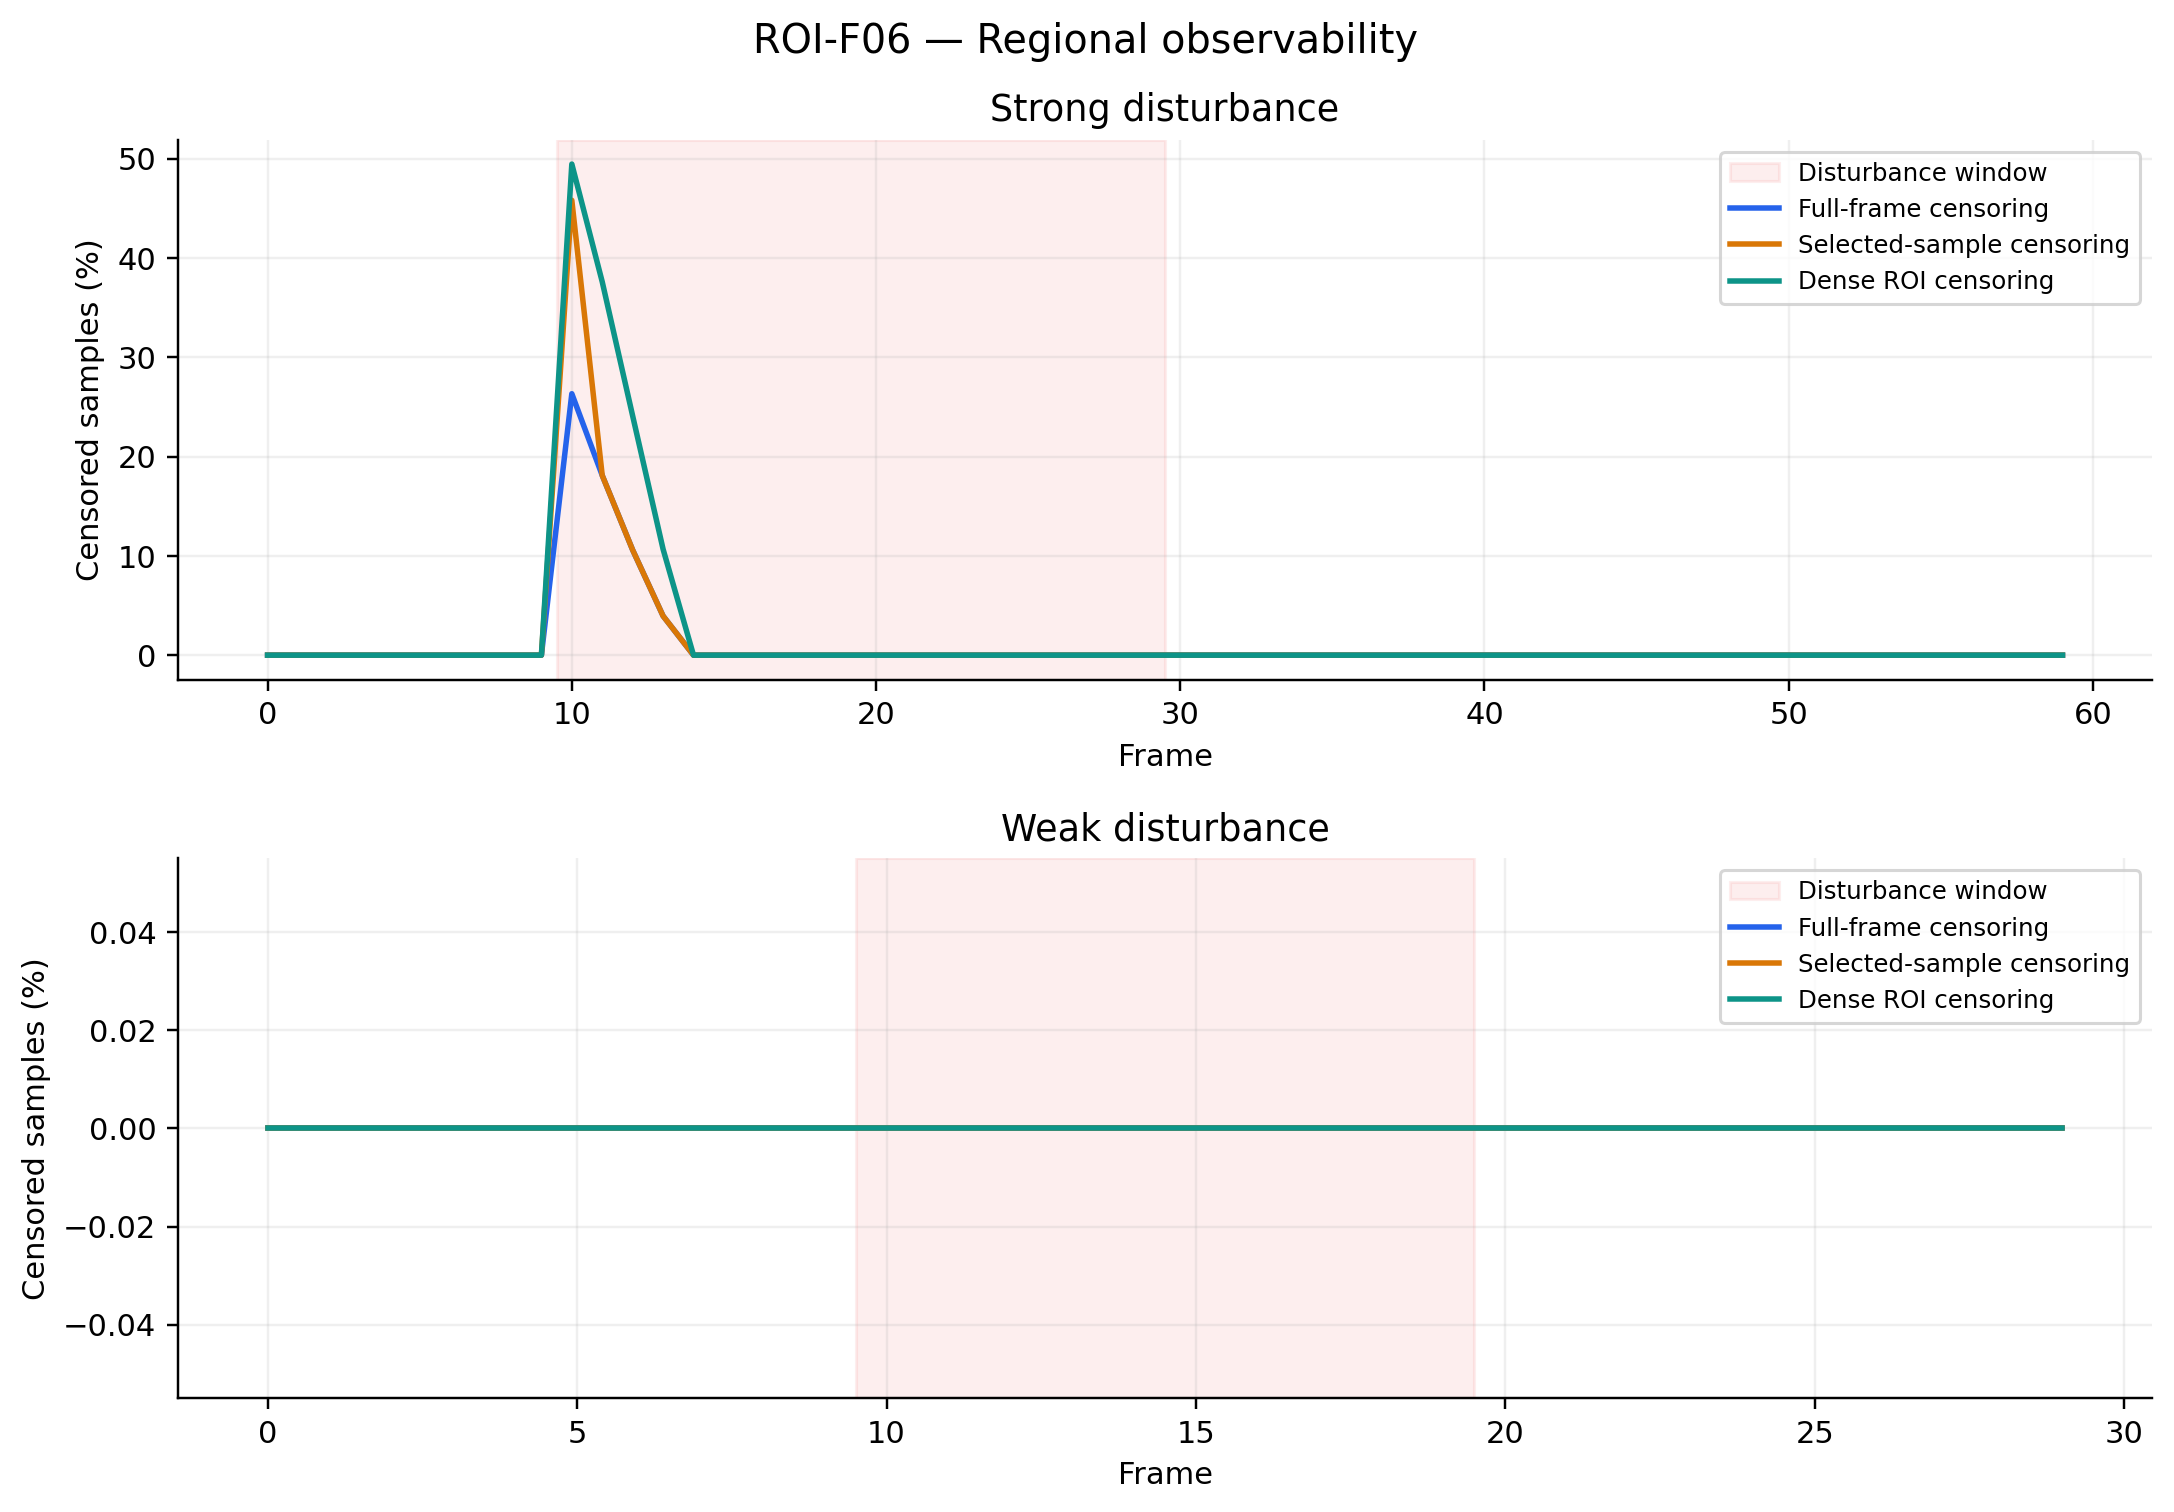 ROI-F06 — Regional observability
Strong disturbance
Censored samples (%)
50
40
30
20
10
0
Disturbance window
Full-frame censoring
Selected-sample censoring
Dense ROI censoring
0 10 20 30 40 50 60
Frame
Weak disturbance
Censored samples (%)
0.04
0.02
0.00
−0.02
−0.04
Disturbance window
Full-frame censoring
Selected-sample censoring
Dense ROI censoring
0 5 10 15 20 25 30
Frame